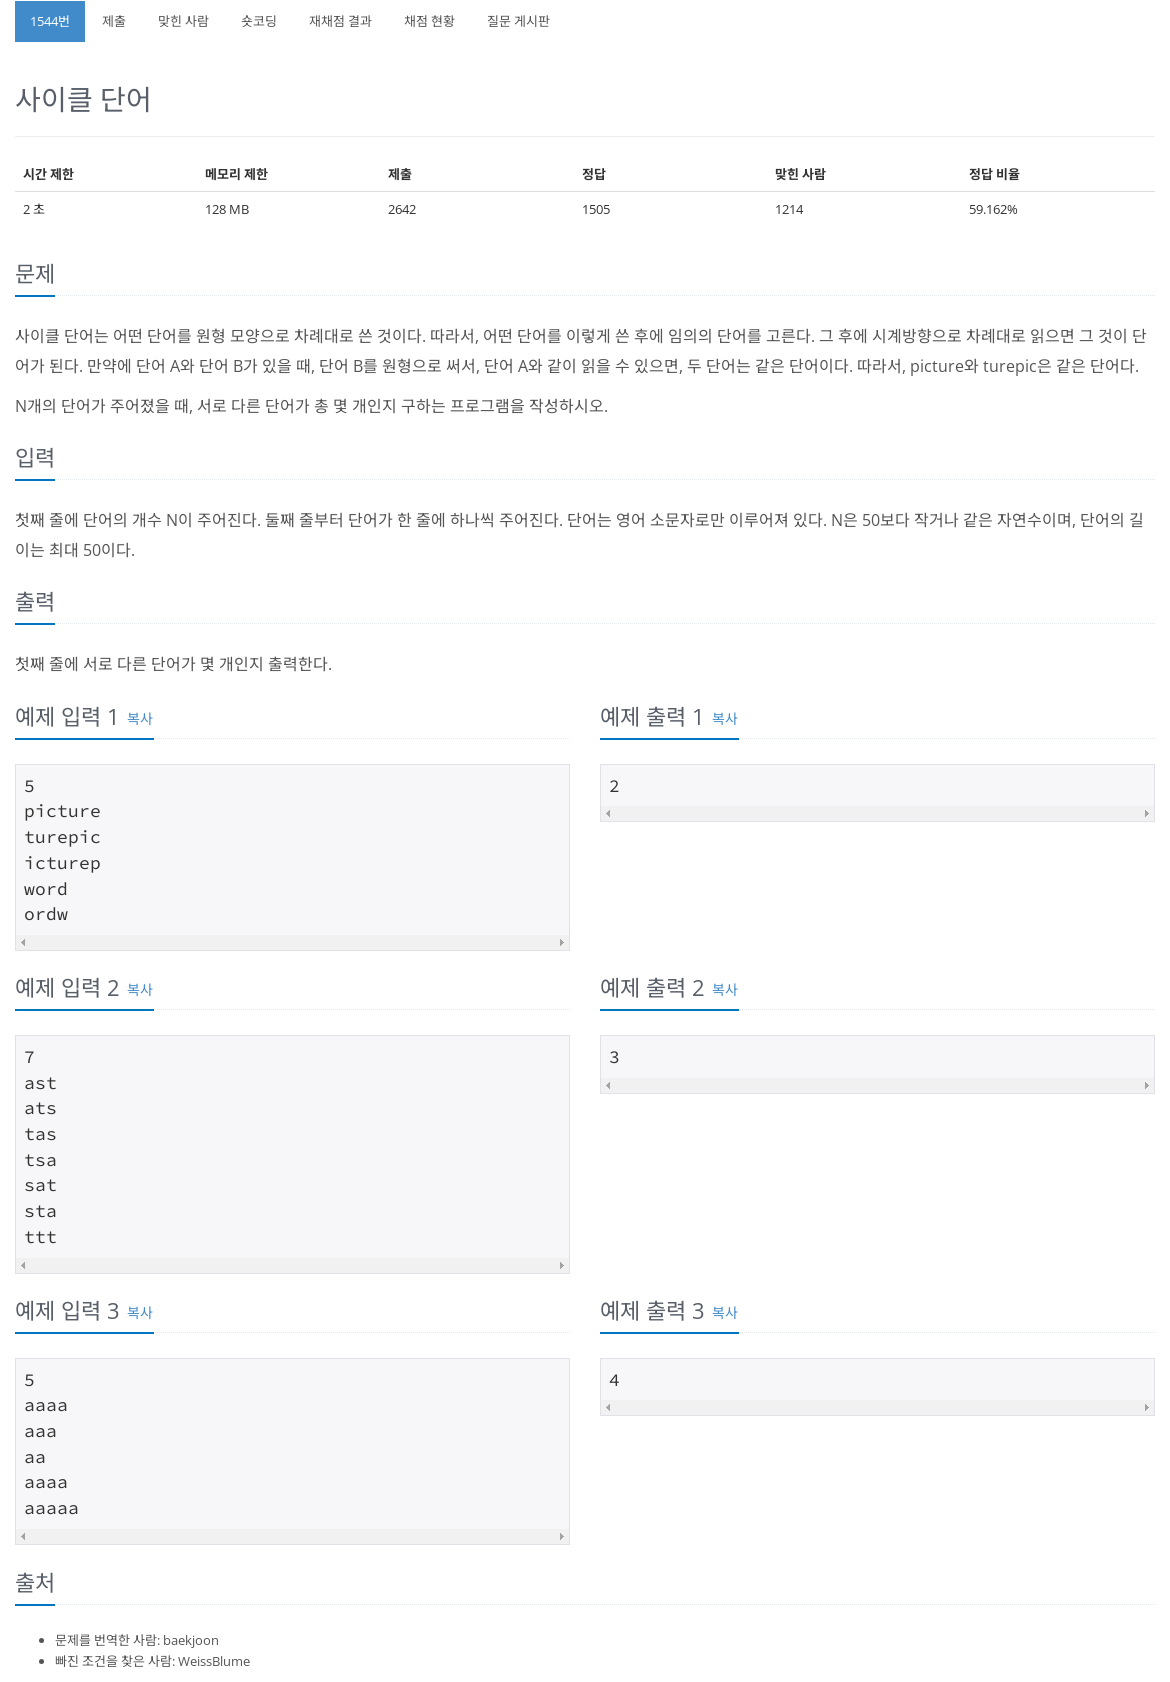 1544번 제출 맞힌 사람 숏코딩 재채점 결과 채점 현황 질문 게시판
사이클 단어
시간 제한 메모리 제한 제출 정답 맞힌 사람 정답 비율
2 초 128 MB 2642 1505 1214 59.162%
문제
사이클 단어는 어떤 단어를 원형 모양으로 차례대로 쓴 것이다. 따라서, 어떤 단어를 이렇게 쓴 후에 임의의 단어를 고른다. 그 후에 시계방향으로 차례대로 읽으면 그 것이 단
어가 된다. 만약에 단어 A와 단어 B가 있을 때, 단어 B를 원형으로 써서, 단어 A와 같이 읽을 수 있으면, 두 단어는 같은 단어이다. 따라서, picture와 turepic은 같은 단어다.
N개의 단어가 주어졌을 때, 서로 다른 단어가 총 몇 개인지 구하는 프로그램을 작성하시오.
입력
첫째 줄에 단어의 개수 N이 주어진다. 둘째 줄부터 단어가 한 줄에 하나씩 주어진다. 단어는 영어 소문자로만 이루어져 있다. N은 50보다 작거나 같은 자연수이며, 단어의 길
이는 최대 50이다.
출력
첫째 줄에 서로 다른 단어가 몇 개인지 출력한다.
예제 입력 1 복사
5
picture
turepic
icturep
word
ordw
예제 출력 1 복사
2
예제 입력 2 복사
7
ast
ats
tas
tsa
sat
sta
ttt
예제 출력 2 복사
3
예제 입력 3 복사
5
aaaa
aaa
aa
aaaa
aaaaa
예제 출력 3 복사
4
출처
문제를 번역한 사람: baekjoon
빠진 조건을 찾은 사람: WeissBlume